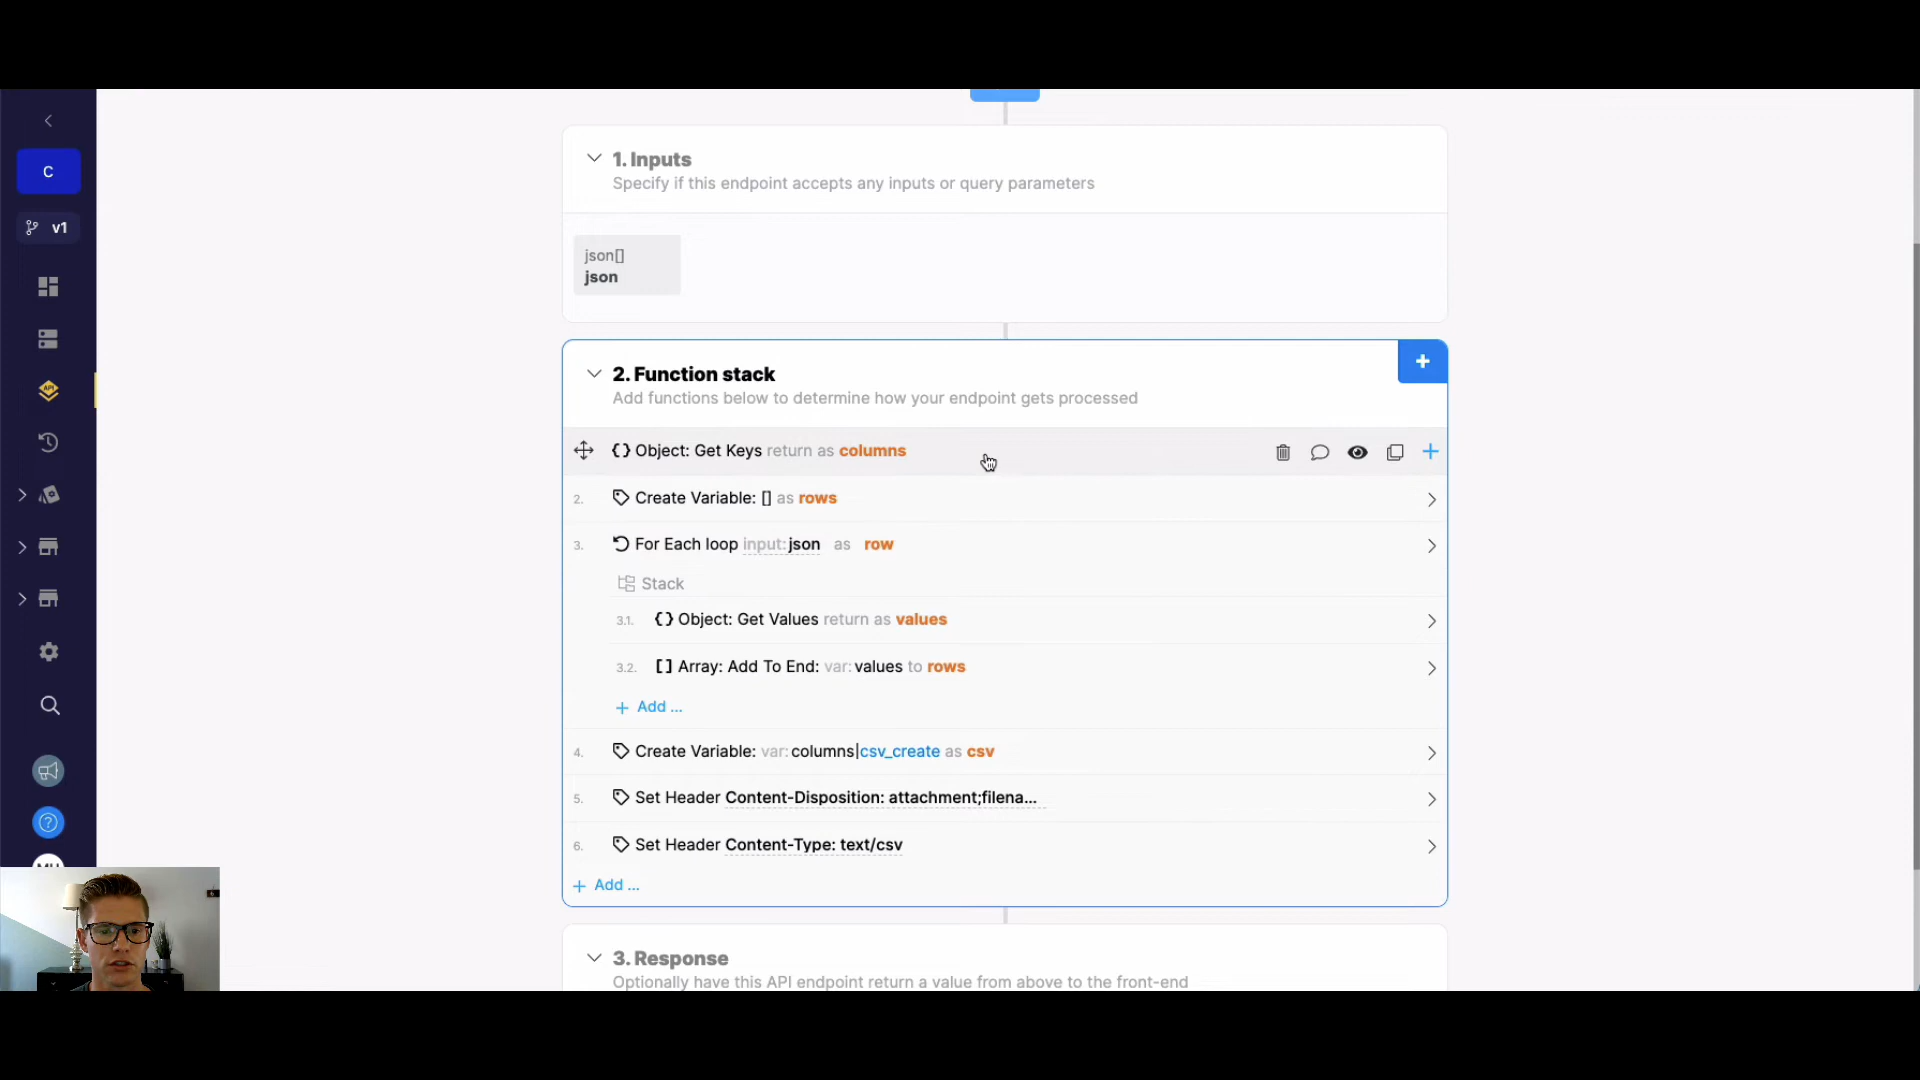 C
v1
1. Inputs
Specify if this endpoint accepts any inputs or query parameters
json[]
json
2. Function stack
Add functions below to determine how your endpoint gets processed
{} Object: Get Keys return as columns
2. Create Variable: [] as rows
3. For Each loop input: json as row
Stack
3.1. {} Object: Get Values return as values
3.2. [] Array: Add To End: var: values to rows
+ Add ...
4. Create Variable: var: columns|csv_create as csv
5. Set Header Content-Disposition: attachment;filena...
6. Set Header Content-Type: text/csv
+ Add ...
3. Response
Optionally have this API endpoint return a value from above to the front-end
API